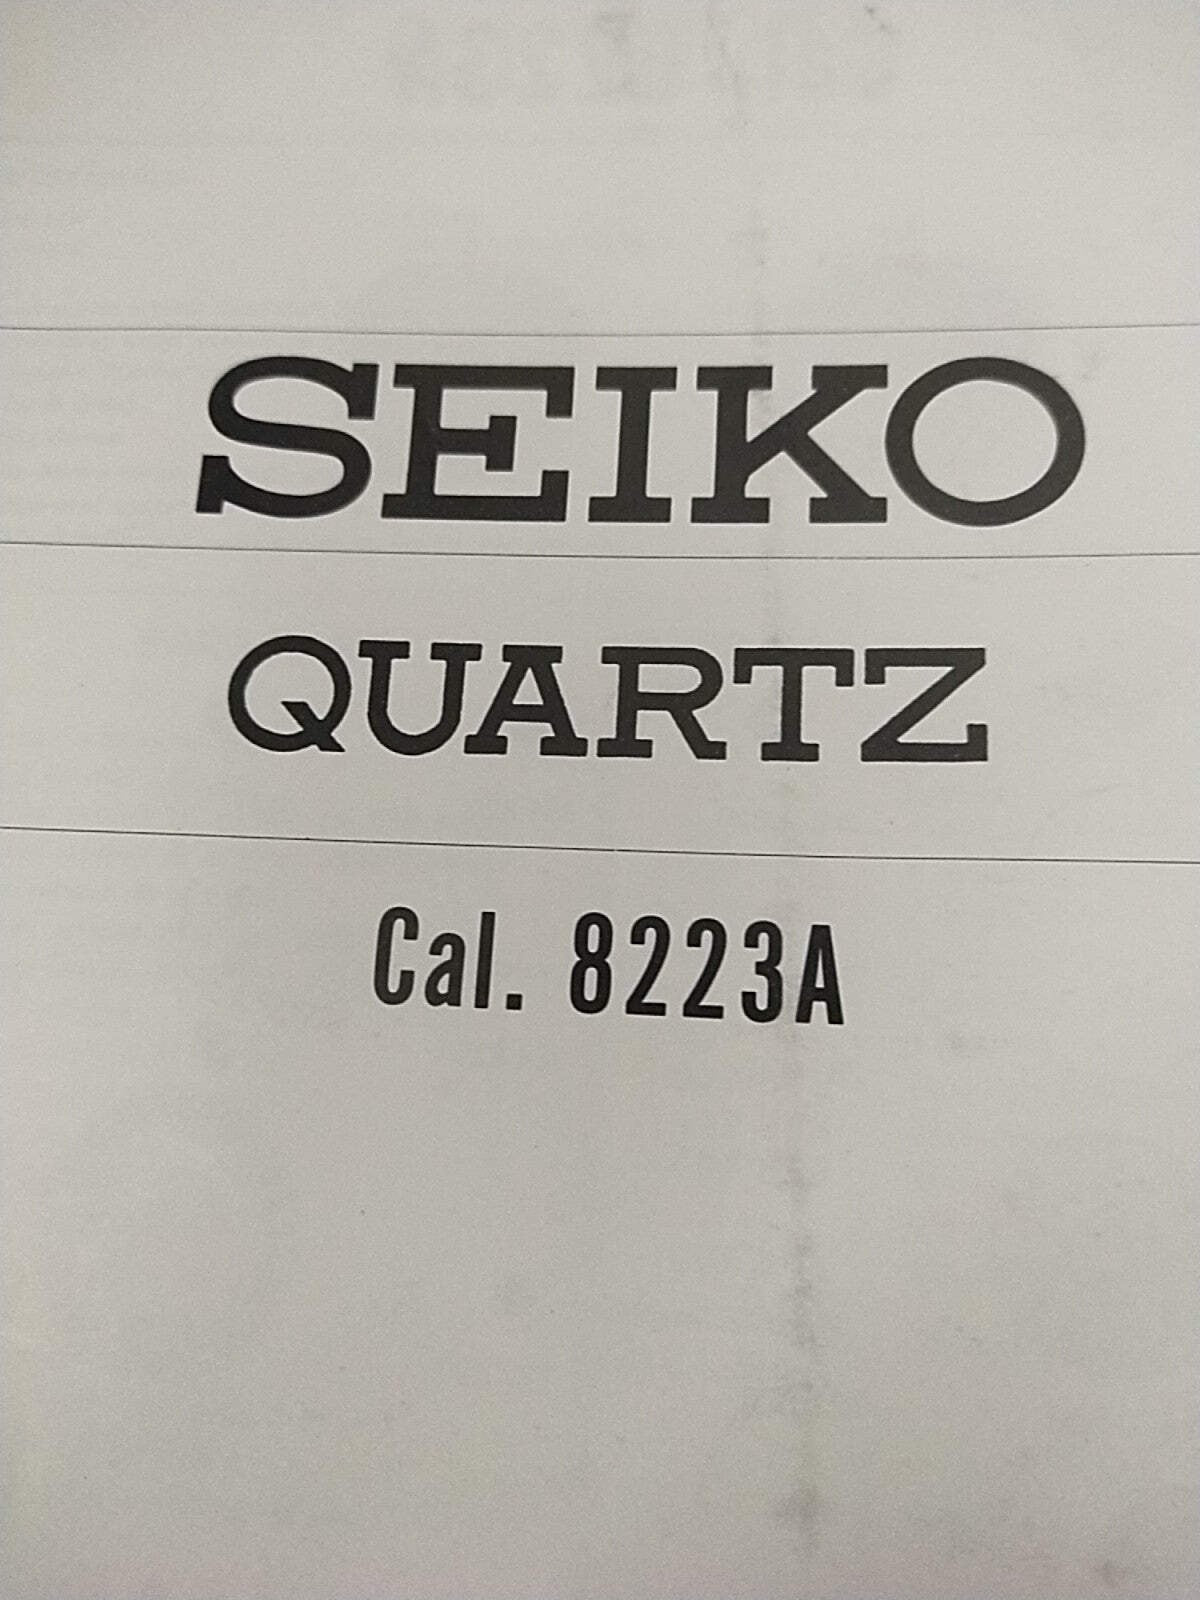 SEIKO
QUARTZ
Cal. 8223A